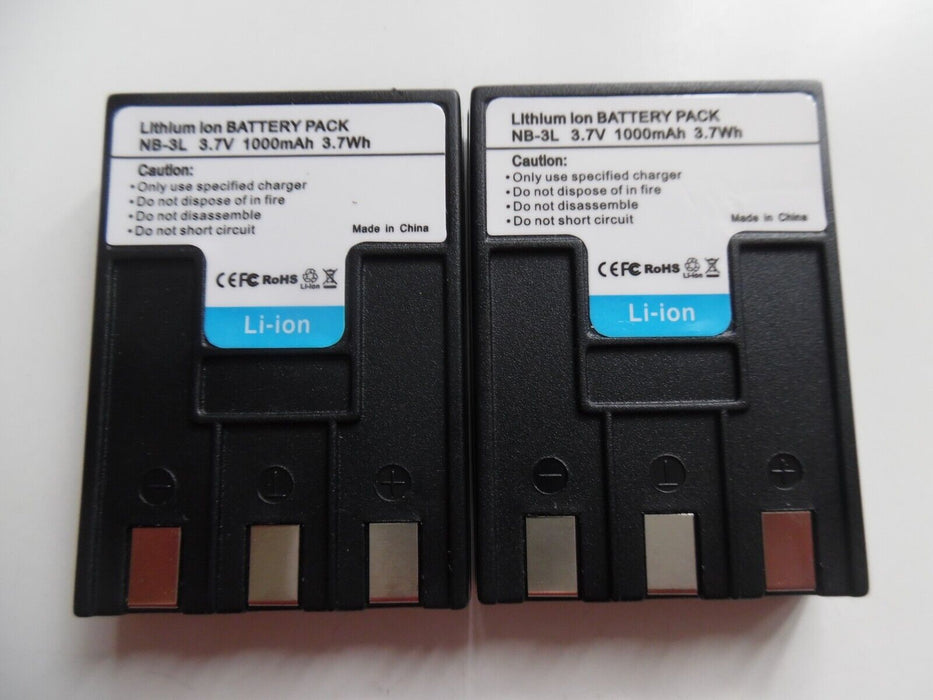 Lithium Ion BATTERY PACK
NB-3L 3.7V 1000mAh 3.7Wh
Caution:
•Only use specified charger
•Do not dispose of in fire
•Do not disassemble
•Do not short circuit
Made in China
CE FC RoHS Li-ion
Li-ion
− T +
Lithium Ion BATTERY PACK
NB-3L 3.7V 1000mAh 3.7Wh
Caution:
•Only use specified charger
•Do not dispose of in fire
•Do not disassemble
•Do not short circuit
Made in China
CE FC RoHS Li-ion
Li-ion
− T +